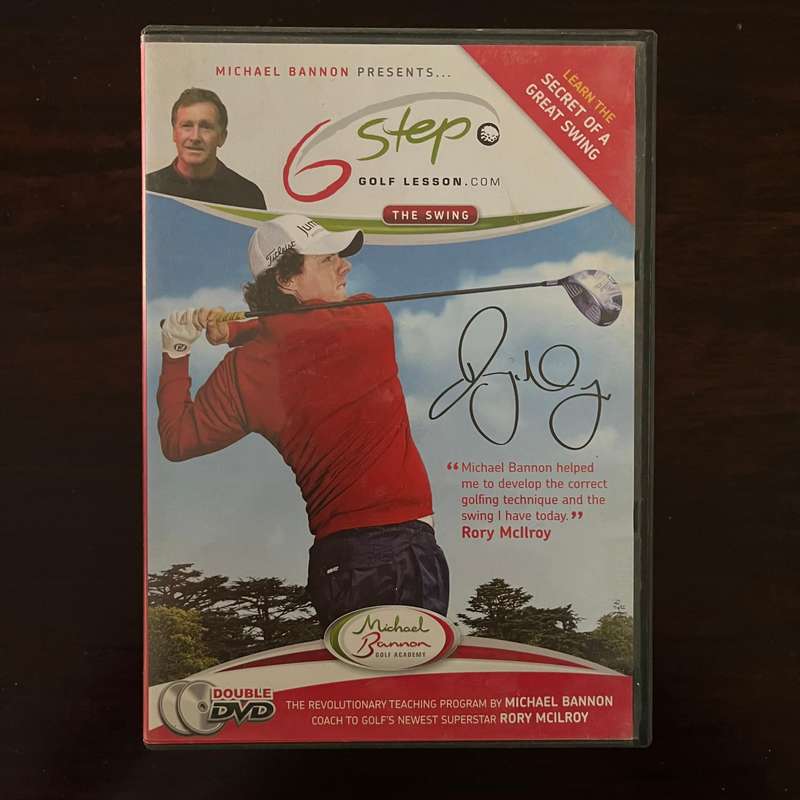 MICHAEL BANNON PRESENTS...
LEARN THE
SECRET OF A
GREAT SWING
6 Step
GOLF LESSON.COM
THE SWING
Titleist
“Michael Bannon helped
me to develop the correct
golfing technique and the
swing I have today.”
Rory McIlroy
Michael
Bannon
GOLF ACADEMY
DOUBLE
DVD
THE REVOLUTIONARY TEACHING PROGRAM BY MICHAEL BANNON
COACH TO GOLF'S NEWEST SUPERSTAR RORY MCILROY